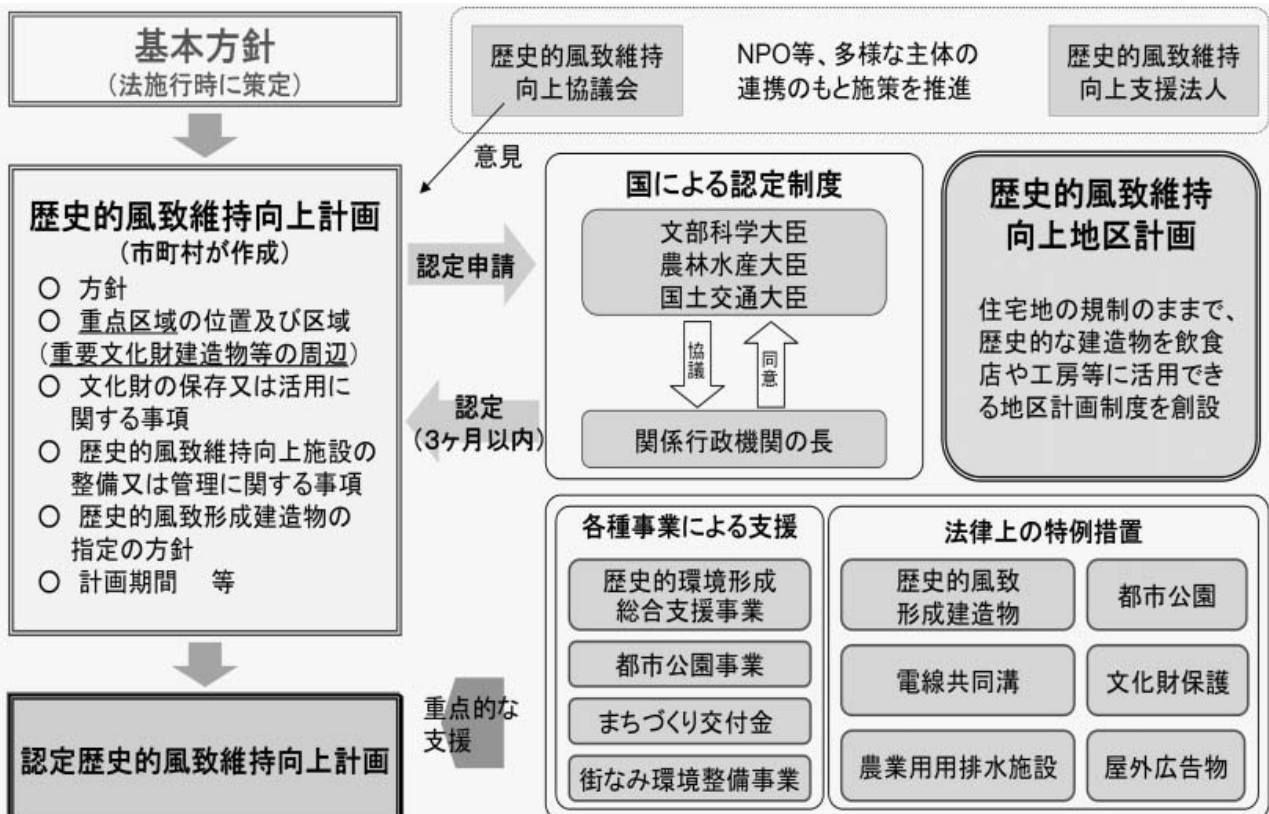 基本方針
(法施行時に策定)
歴史的風致維持
向上協議会
NPO等、多様な主体の
連携のもと施策を推進
歴史的風致維持
向上支援法人
意見
歴史的風致維持向上計画
(市町村が作成)
○ 方針
○ 重点区域の位置及び区域
(重要文化財建造物等の周辺)
○ 文化財の保存又は活用に
関する事項
○ 歴史的風致維持向上施設の
整備又は管理に関する事項
○ 歴史的風致形成建造物の
指定の方針
○ 計画期間 等
認定申請
認定
(3ヶ月以内)
国による認定制度
文部科学大臣
農林水産大臣
国土交通大臣
協議
同意
関係行政機関の長
歴史的風致維持
向上地区計画
住宅地の規制のままで、
歴史的な建造物を飲食
店や工房等に活用でき
る地区計画制度を創設
認定歴史的風致維持向上計画
重点的な
支援
各種事業による支援
歴史的環境形成
総合支援事業
都市公園事業
まちづくり交付金
街なみ環境整備事業
法律上の特例措置
歴史的風致
形成建造物
都市公園
電線共同溝
文化財保護
農業用用排水施設
屋外広告物